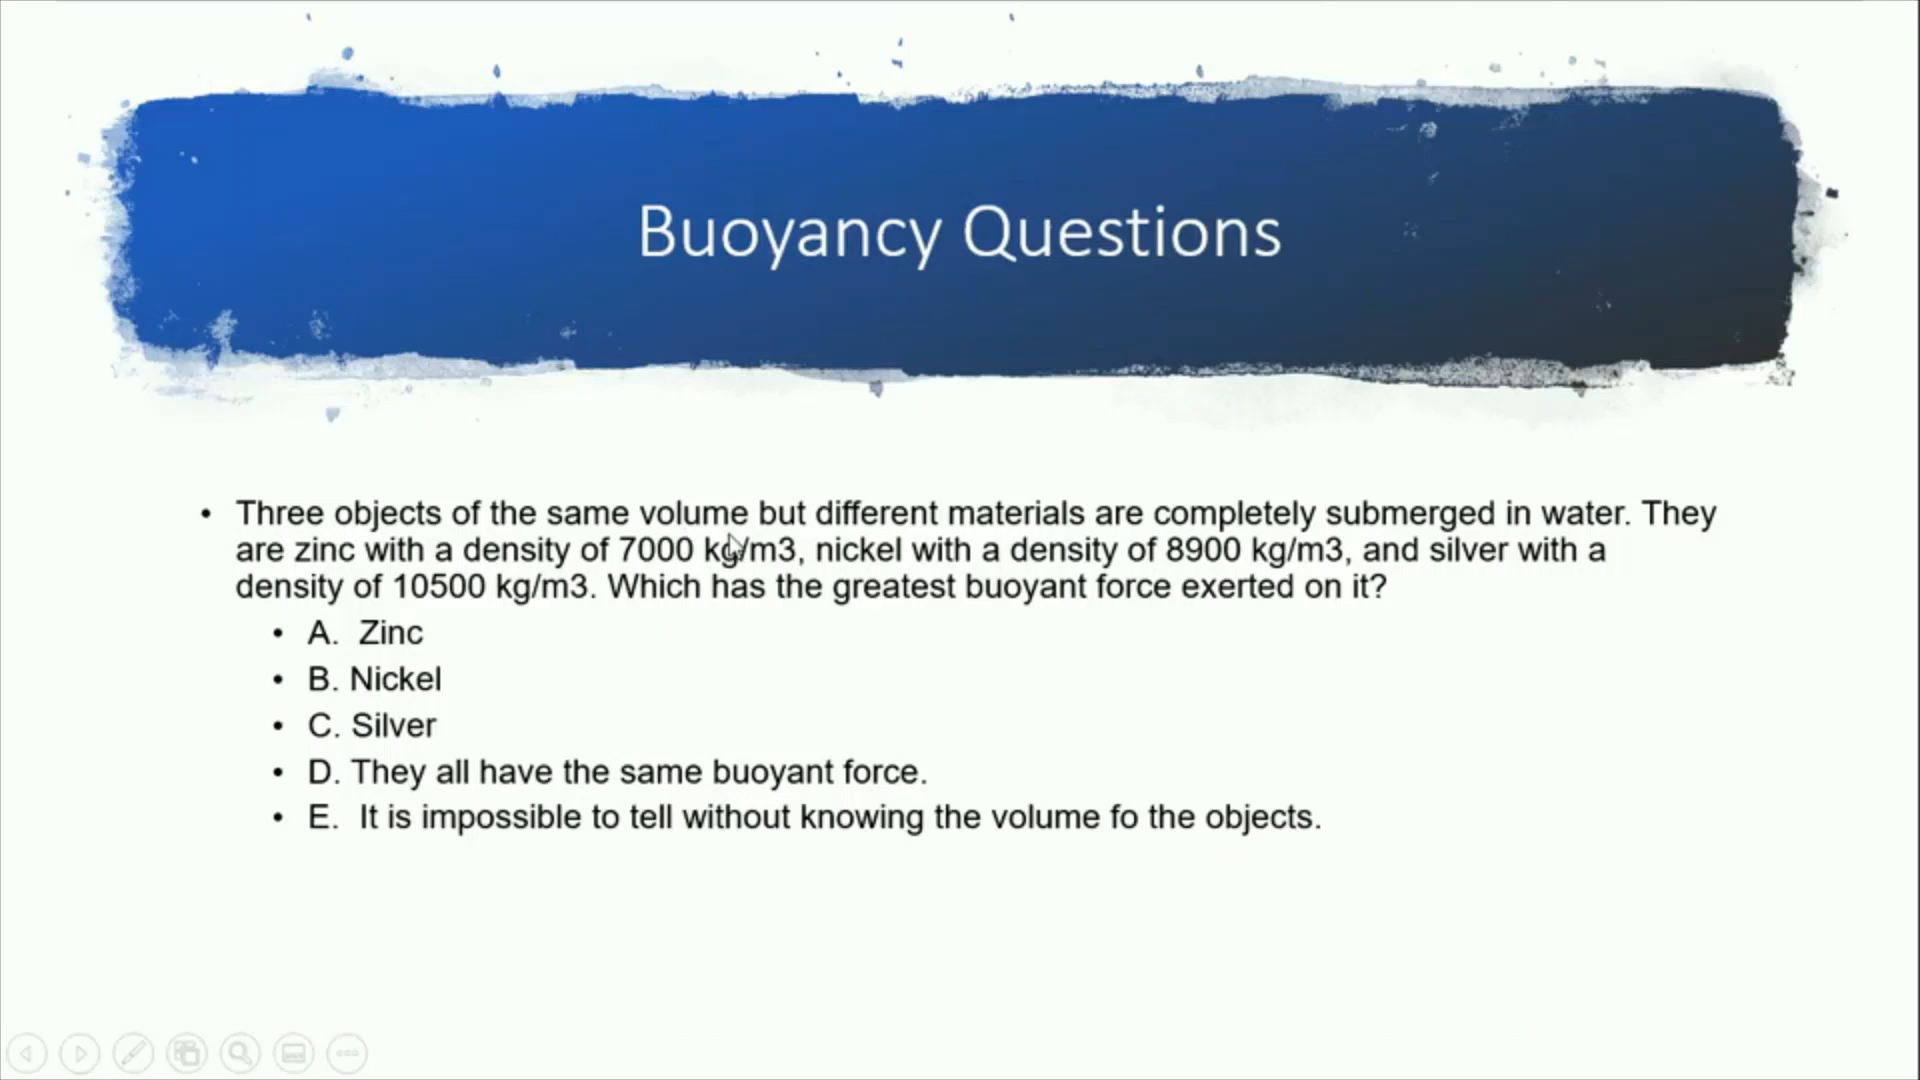 Buoyancy Questions
• Three objects of the same volume but different materials are completely submerged in water. They
are zinc with a density of 7000 kg/m3, nickel with a density of 8900 kg/m3, and silver with a
density of 10500 kg/m3. Which has the greatest buoyant force exerted on it?
• A. Zinc
• B. Nickel
• C. Silver
• D. They all have the same buoyant force.
• E. It is impossible to tell without knowing the volume fo the objects.